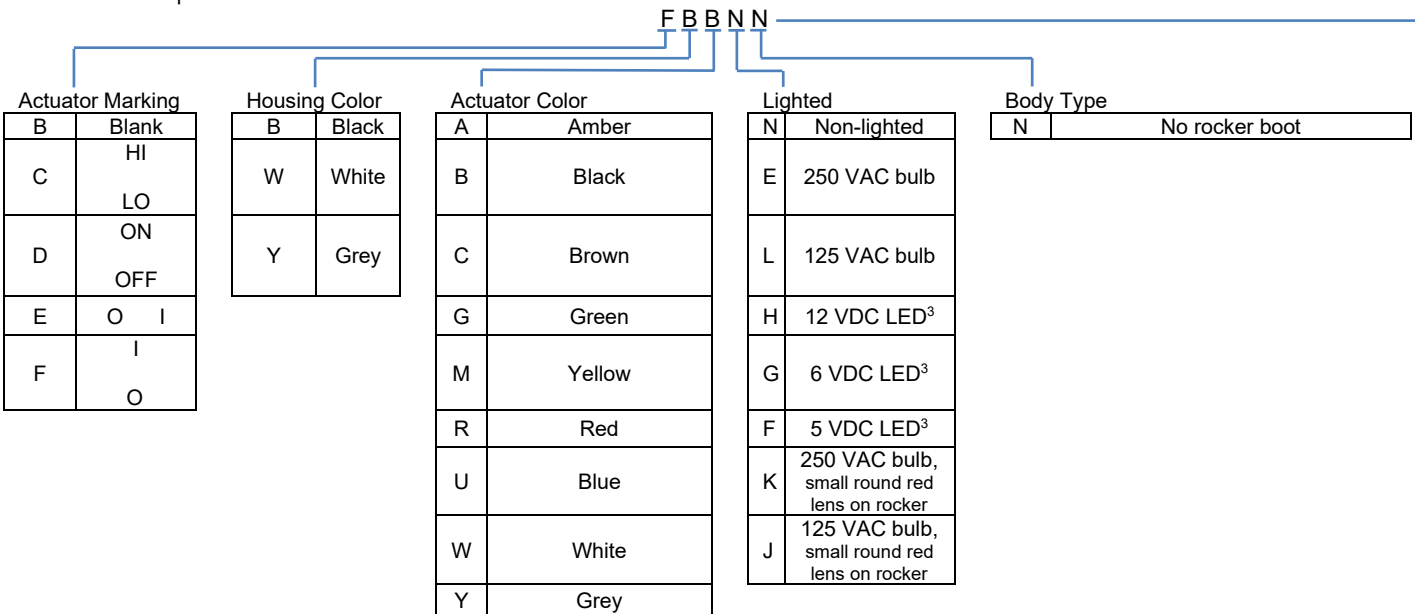 F B B N N
Actuator Marking
B Blank
C HI
LO
D ON
OFF
E O I
F I
O
Housing Color
B Black
W White
Y Grey
Actuator Color
A Amber
B Black
C Brown
G Green
M Yellow
R Red
U Blue
W White
Y Grey
Lighted
N Non-lighted
E 250 VAC bulb
L 125 VAC bulb
H 12 VDC LED³
G 6 VDC LED³
F 5 VDC LED³
K 250 VAC bulb,
small round red
lens on rocker
J 125 VAC bulb,
small round red
lens on rocker
Body Type
N No rocker boot